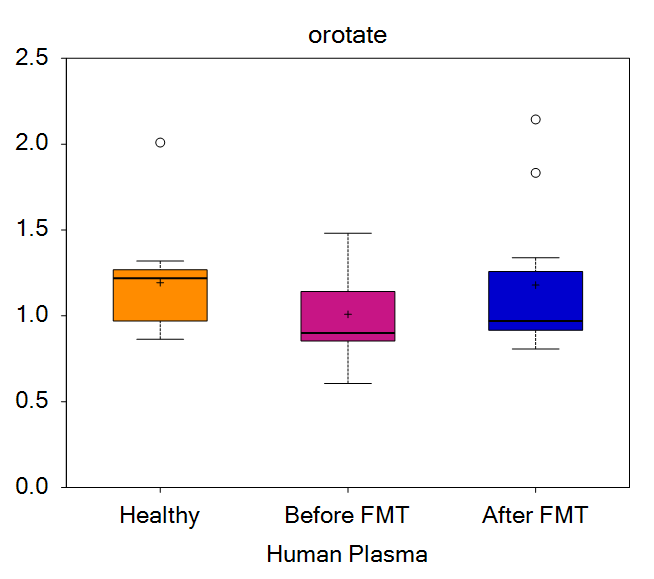 orotate
2.5
2.0
1.5
1.0
0.5
0.0
Healthy
Before FMT
After FMT
Human Plasma